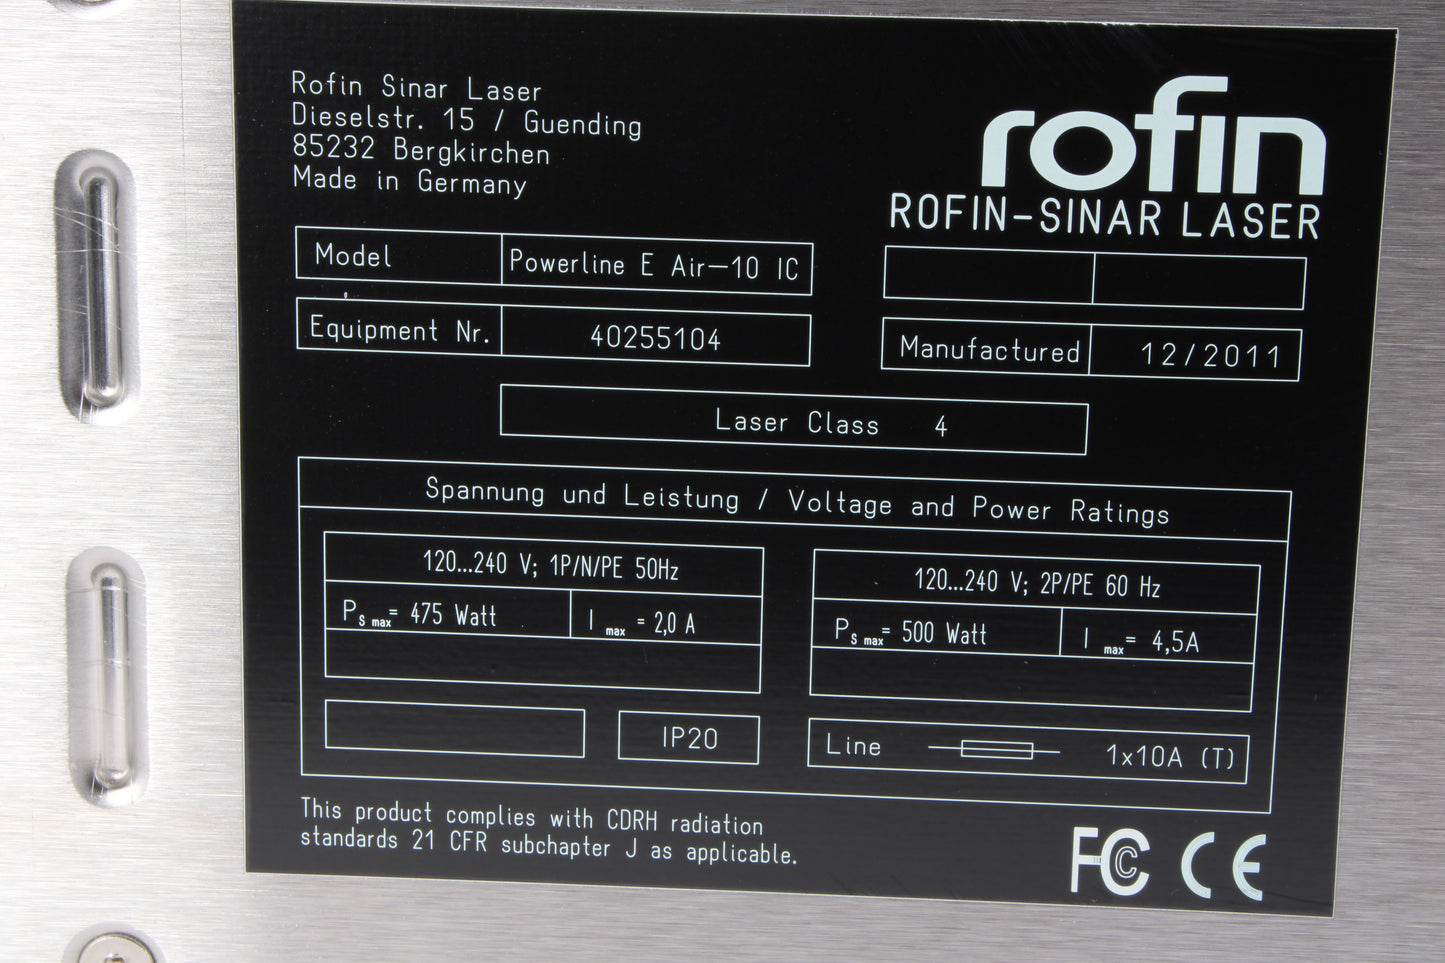 Rofin Sinar Laser
Dieselstr. 15 / Guending
85232 Bergkirchen
Made in Germany
rofin
ROFIN-SINAR LASER
Model Powerline E Air-10 IC
Equipment Nr. 40255104
Manufactured 12/2011
Laser Class 4
Spannung und Leistung / Voltage and Power Ratings
120...240 V; 1P/N/PE 50Hz
PS max= 475 Watt I max = 2,0 A
120...240 V; 2P/PE 60 Hz
PS max= 500 Watt I max= 4,5A
IP20
Line 1x10A (T)
This product complies with CDRH radiation
standards 21 CFR subchapter J as applicable.
FC CE